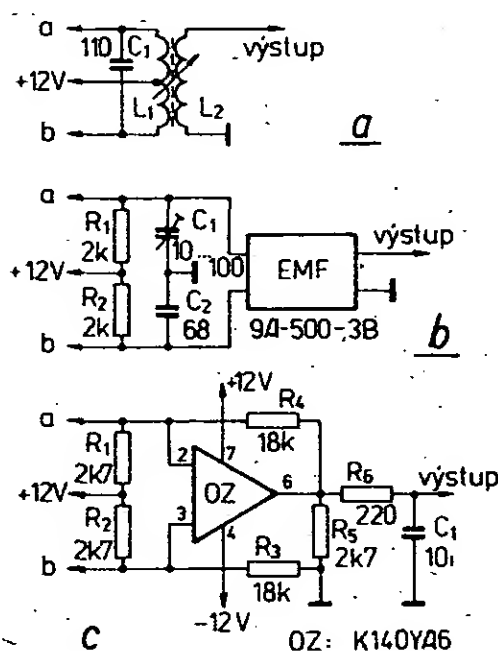 a
110 C1
výstup
+12V
L1 L2
b
a
a
R1
2k
C1
10
100
výstup
+12V
EMF
R2
2k
C2
68
9Д-500-3В
b
b
+12V
R4
a
18k
R1
2k7
2
7
OZ
6
R6
výstup
+12V
220
R2
2k7
3
4
R5
2k7
C1
10
R3
b
18k
-12V
c
OZ: K140YA6